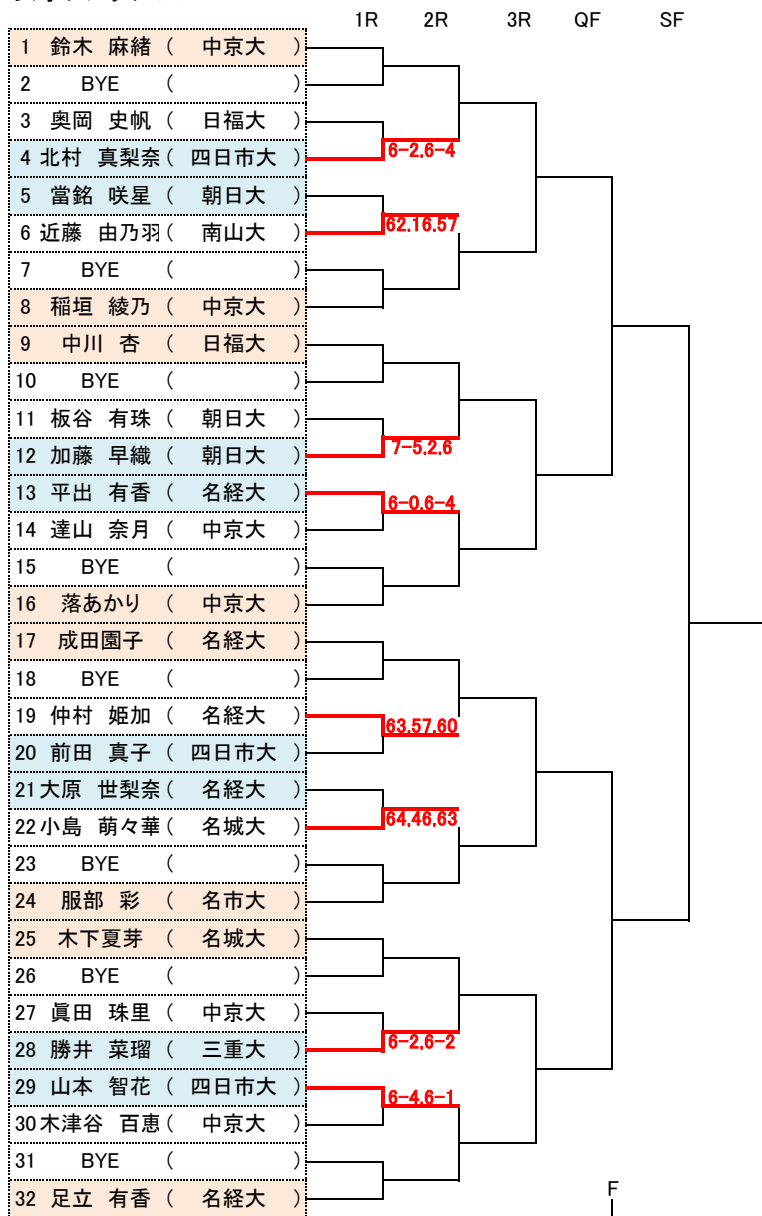 1R 2R 3R QF SF
1 鈴木 麻緒 ( 中京大 )
2 BYE ( )
3 奥岡 史帆 ( 日福大 )
4 北村 真梨奈 ( 四日市大 ) 6-2,6-4
5 當銘 咲星 ( 朝日大 )
6 近藤 由乃羽 ( 南山大 ) 62,16,57
7 BYE ( )
8 稲垣 綾乃 ( 中京大 )
9 中川 杏 ( 日福大 )
10 BYE ( )
11 板谷 有珠 ( 朝日大 )
12 加藤 早織 ( 朝日大 ) 7-5,2,6
13 平出 有香 ( 名経大 ) 6-0,6-4
14 達山 奈月 ( 中京大 )
15 BYE ( )
16 落あかり ( 中京大 )
17 成田園子 ( 名経大 )
18 BYE ( )
19 仲村 姫加 ( 名経大 ) 63,57,60
20 前田 真子 ( 四日市大 )
21 大原 世梨奈 ( 名経大 )
22 小島 萌々華 ( 名城大 ) 64,46,63
23 BYE ( )
24 服部 彩 ( 名市大 )
25 木下夏芽 ( 名城大 )
26 BYE ( )
27 眞田 珠里 ( 中京大 )
28 勝井 菜瑠 ( 三重大 ) 6-2,6-2
29 山本 智花 ( 四日市大 ) 6-4,6-1
30 木津谷 百恵 ( 中京大 )
31 BYE ( )
32 足立 有香 ( 名経大 )
F